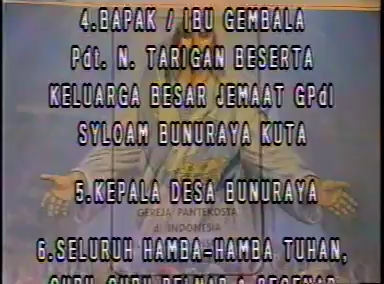 4.BAPAK / IBU GEMBALA
Pdt. N. TARIGAN BESERTA
KELUARGA BESAR JEMAAT GPdI
SYLOAM BUNURAYA KUTA
5.KEPALA DESA BUNURAYA
GEREJA PANTEKOSTA
di INDONESIA
6.SELURUH HAMBA-HAMBA TUHAN,